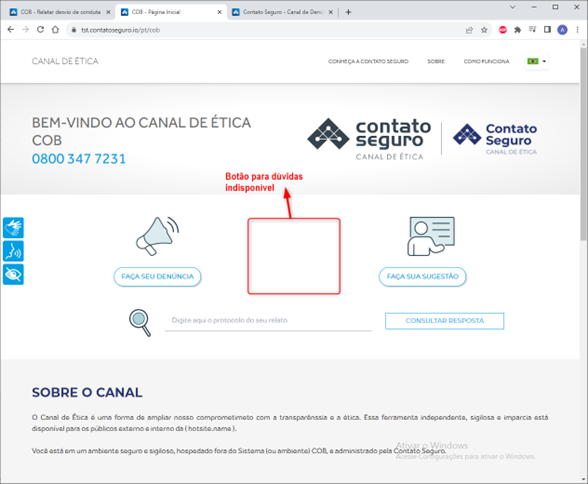 COB - Relatar desvio de conduta
COB - Página Inicial
Contato Seguro - Canal de Denú
tst.contatoseguro.io/pt/cob
CANAL DE ÉTICA
CONHEÇA A CONTATO SEGURO
SOBRE
COMO FUNCIONA
BEM-VINDO AO CANAL DE ÉTICA
COB
0800 347 7231
contato
seguro
CANAL DE ÉTICA
Contato
Seguro
CANAL DE ÉTICA
Botão para dúvidas
indisponível
FAÇA SEU DENÚNCIA
FAÇA SUA SUGESTÃO
Digite aqui o protocolo do seu relato
CONSULTAR RESPOSTA
SOBRE O CANAL
O Canal de Ética é uma forma de ampliar nosso comprometimeto com a transparênssia e a ética. Essa ferramenta independente, sigilosa e imparcia está
disponível para os públicos externo e interno da ( hotsite.name ).
Ativar o Windows
Você está em um ambiente seguro e sigiloso, hospedado fora do Sistema (ou ambiente) COB, e administrado pela Contato Seguro.
Acesse Configurações para ativar o Windows.